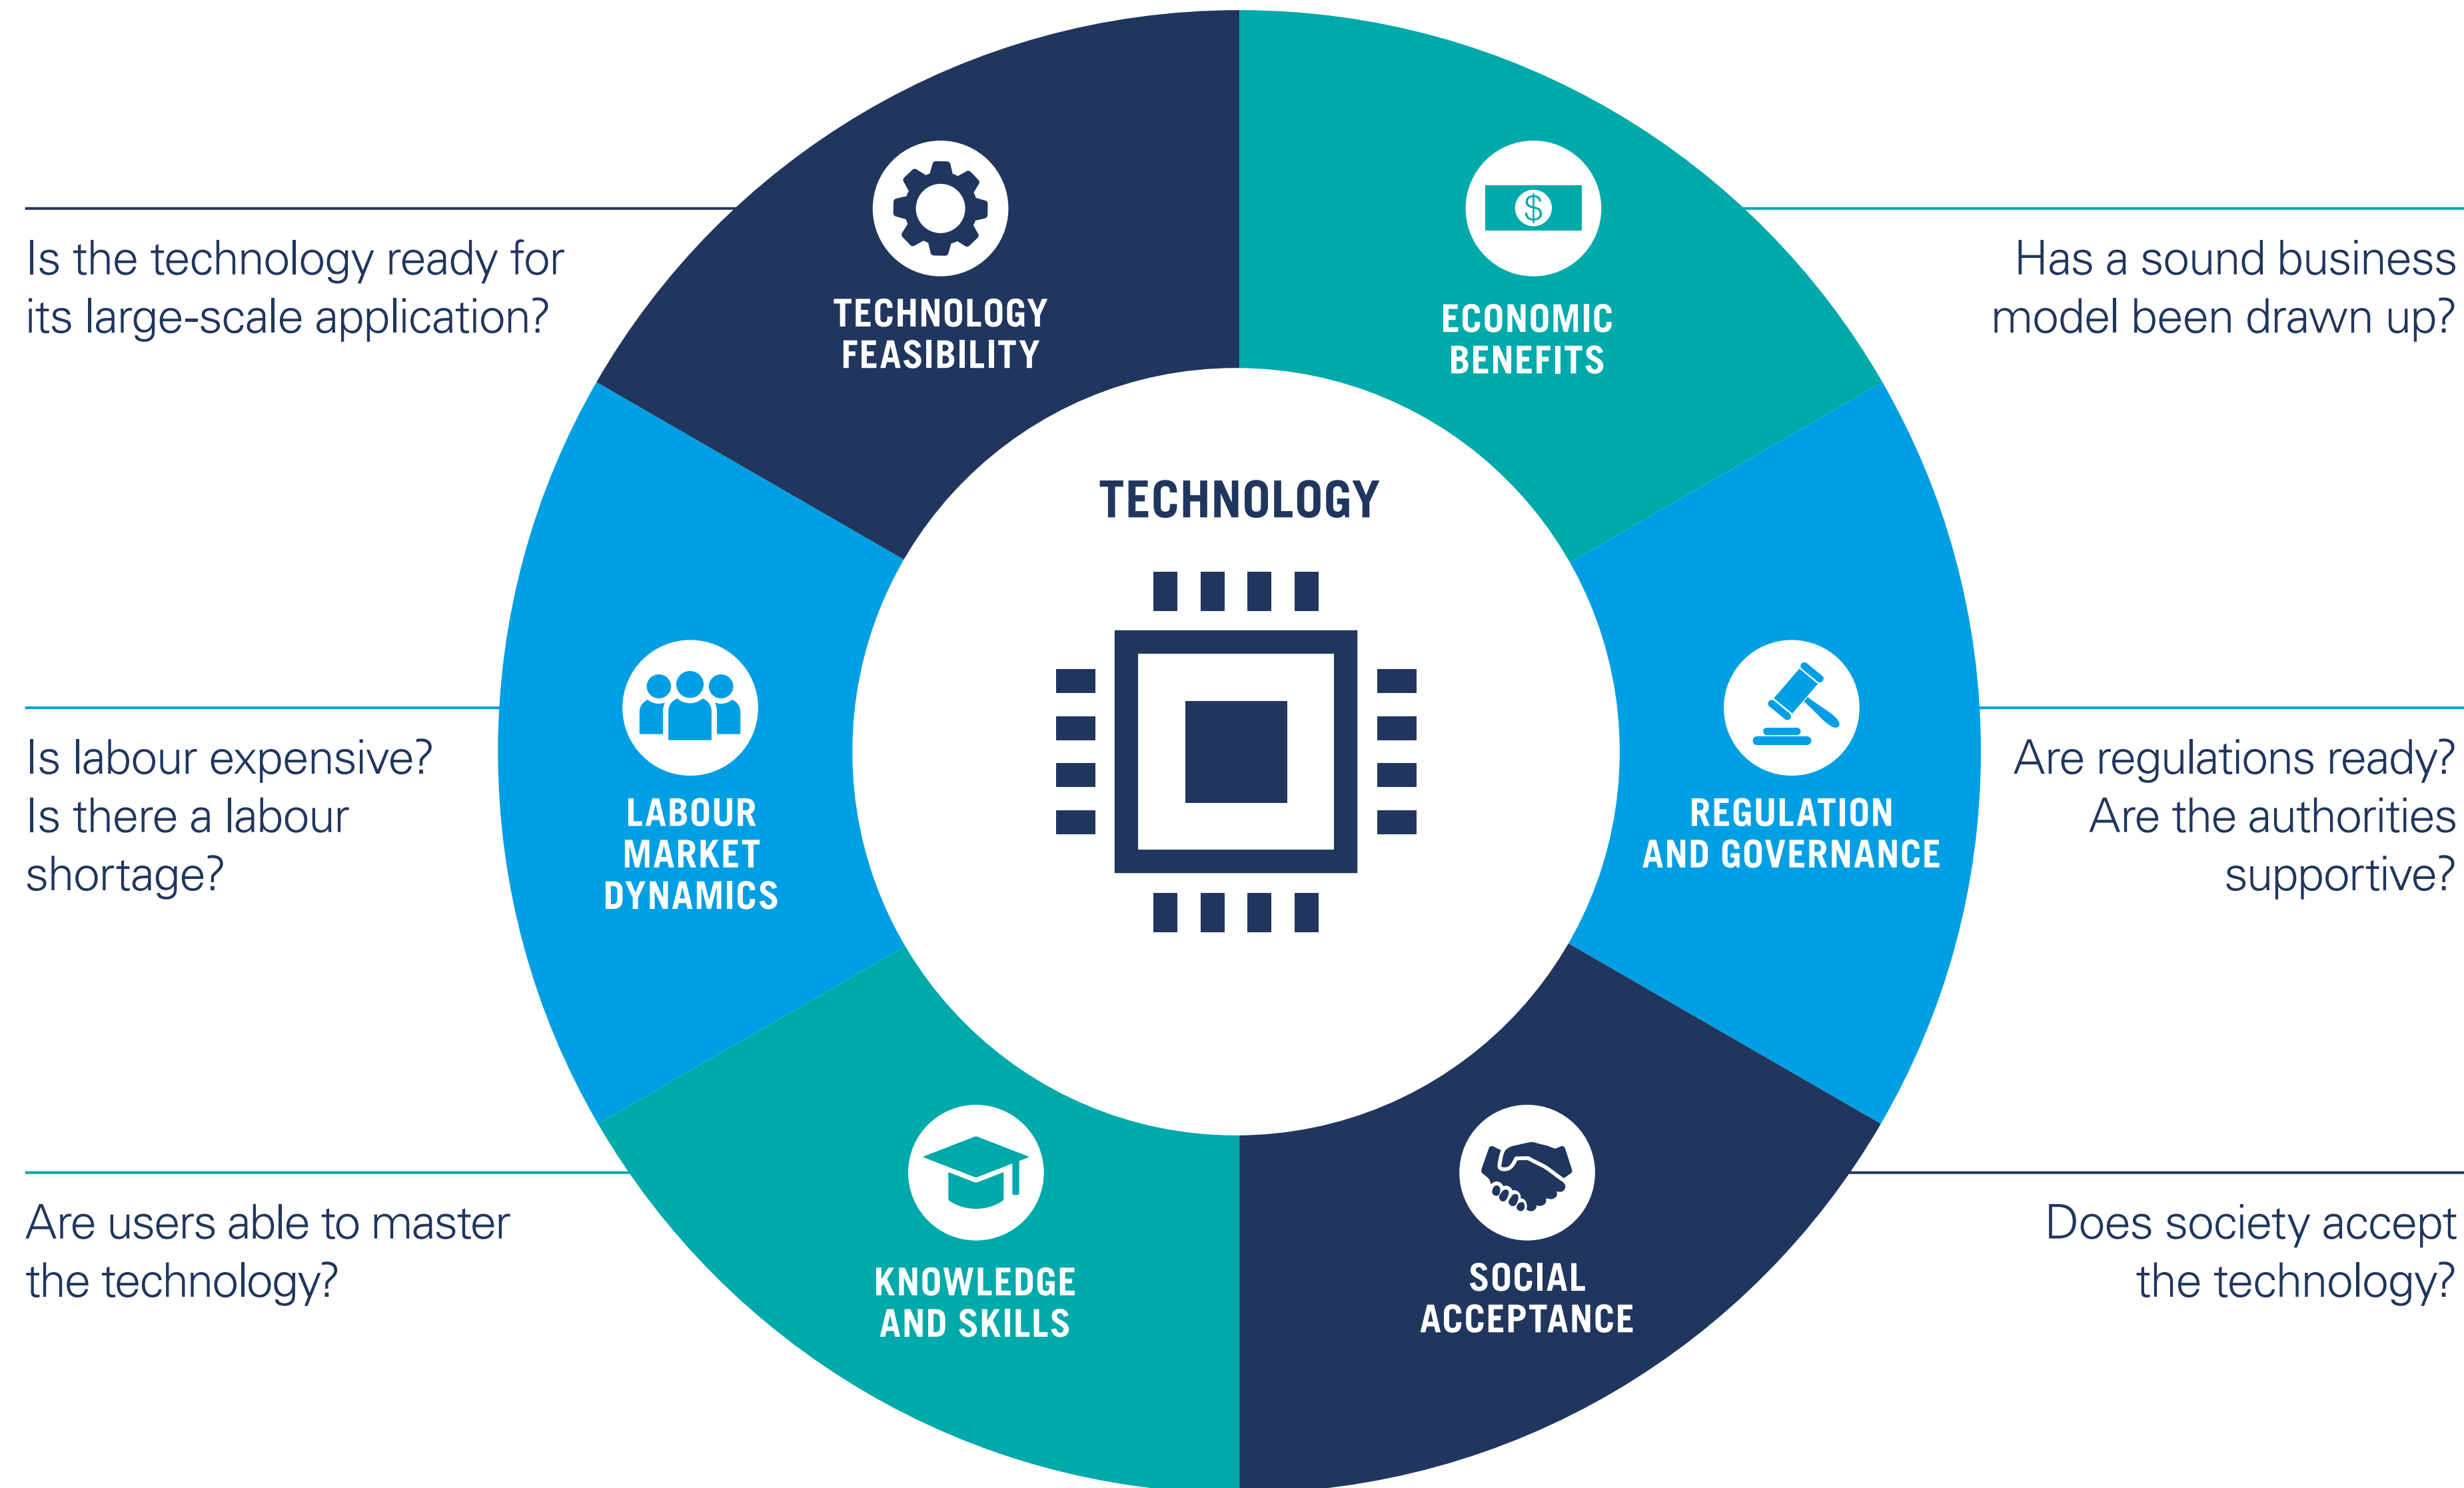 TECHNOLOGY
FEASIBILITY
Is the technology ready for
its large-scale application?
ECONOMIC
BENEFITS
Has a sound business
model been drawn up?
TECHNOLOGY
LABOUR
MARKET
DYNAMICS
Is labour expensive?
Is there a labour
shortage?
REGULATION
AND GOVERNANCE
Are regulations ready?
Are the authorities
supportive?
KNOWLEDGE
AND SKILLS
Are users able to master
the technology?
SOCIAL
ACCEPTANCE
Does society accept
the technology?
$